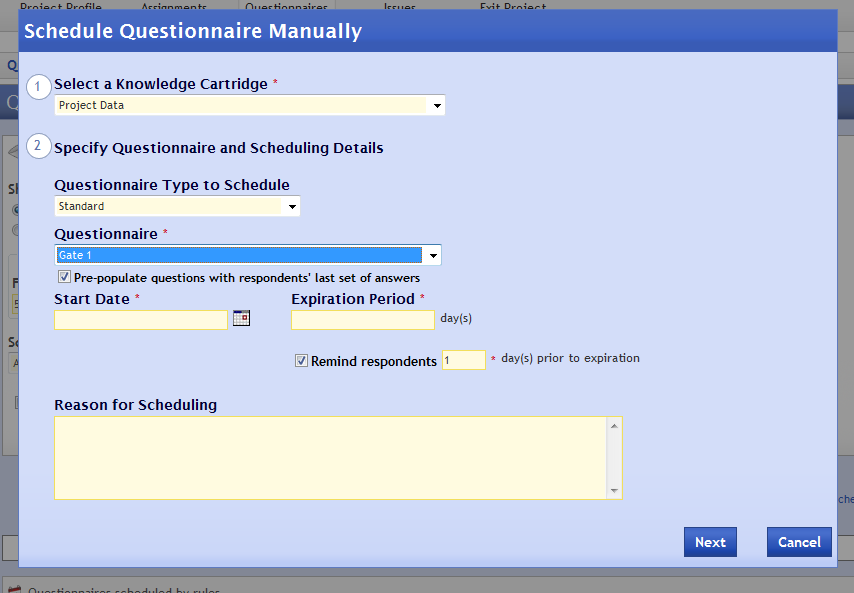 Project Profile Assignments Questionnaires Issues Exit Project
Schedule Questionnaire Manually
1 Select a Knowledge Cartridge *
Project Data
2 Specify Questionnaire and Scheduling Details
Questionnaire Type to Schedule
Standard
Questionnaire *
Gate 1
Pre-populate questions with respondents' last set of answers
Start Date * Expiration Period *
day(s)
Remind respondents 1 * day(s) prior to expiration
Reason for Scheduling
Next Cancel
Questionnaires scheduled by rules